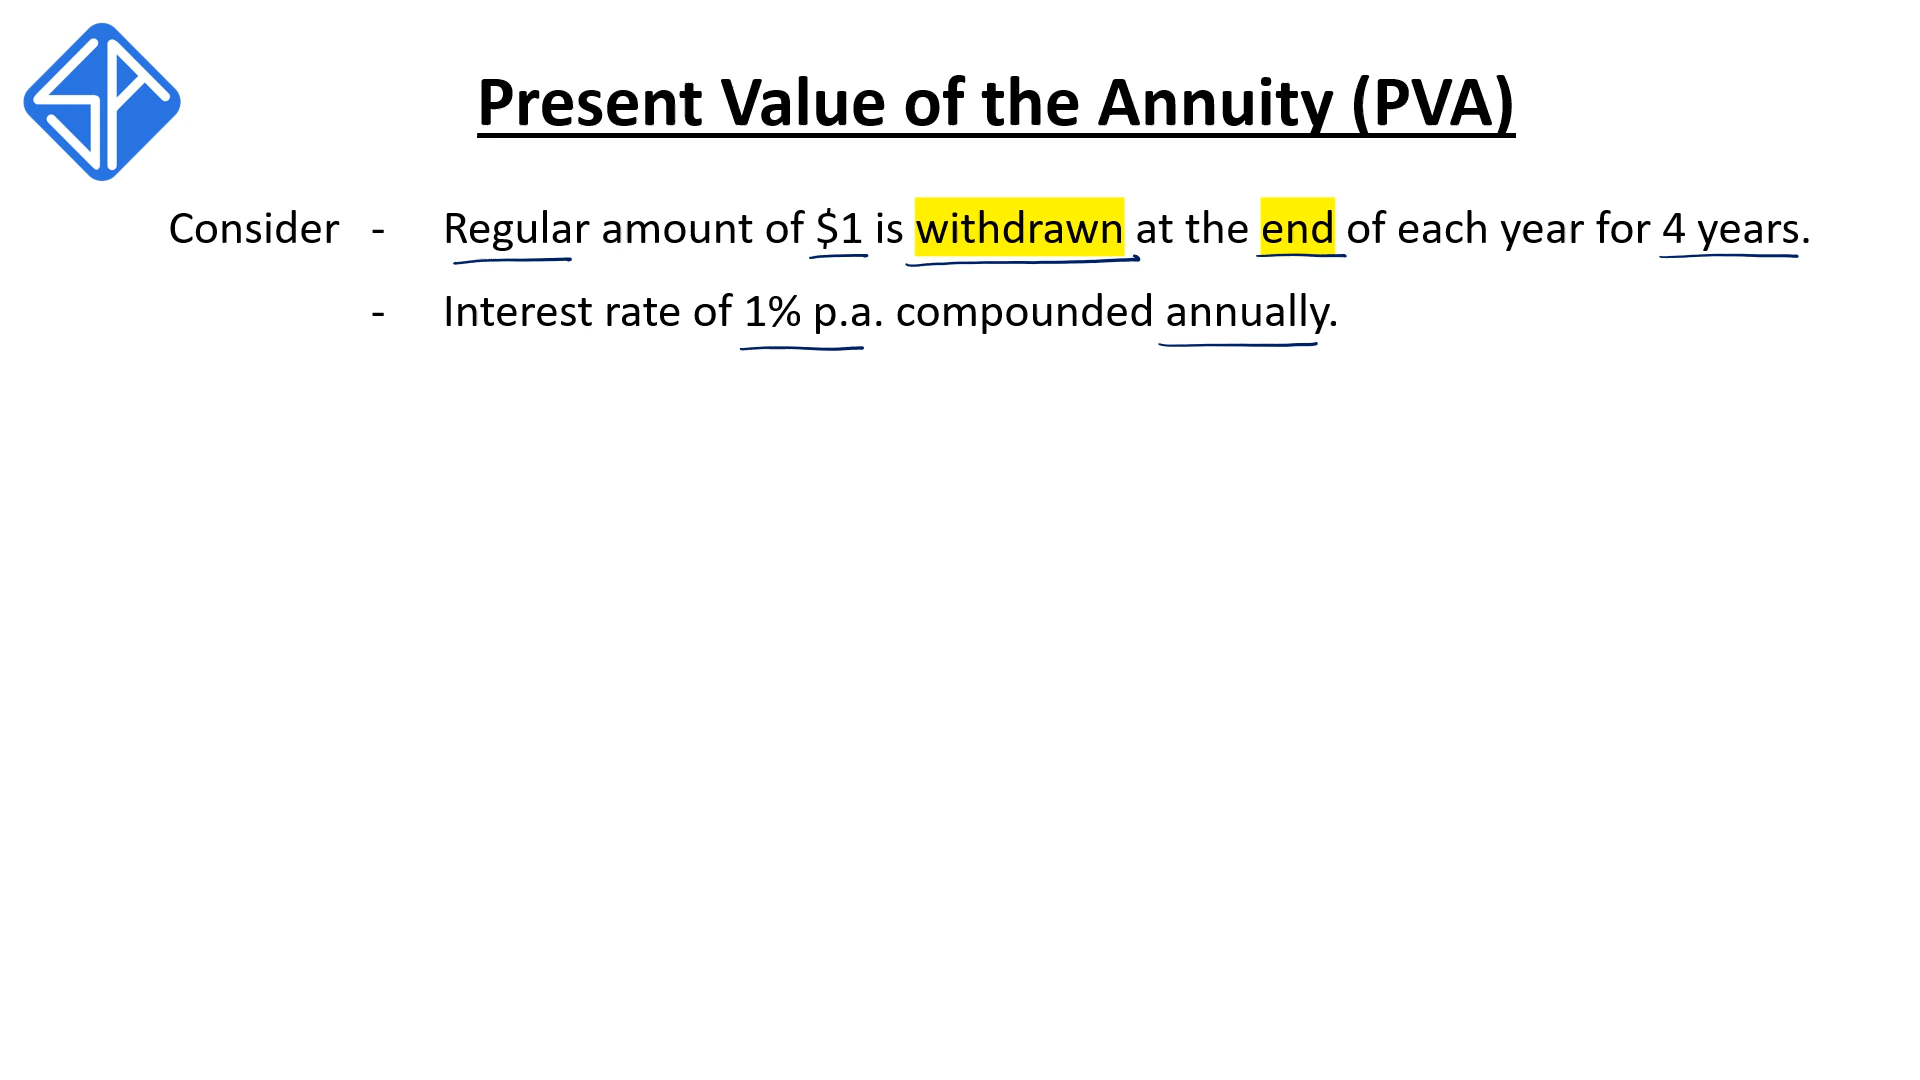 Present Value of the Annuity (PVA)
Consider - Regular amount of $1 is withdrawn at the end of each year for 4 years.
- Interest rate of 1% p.a. compounded annually.